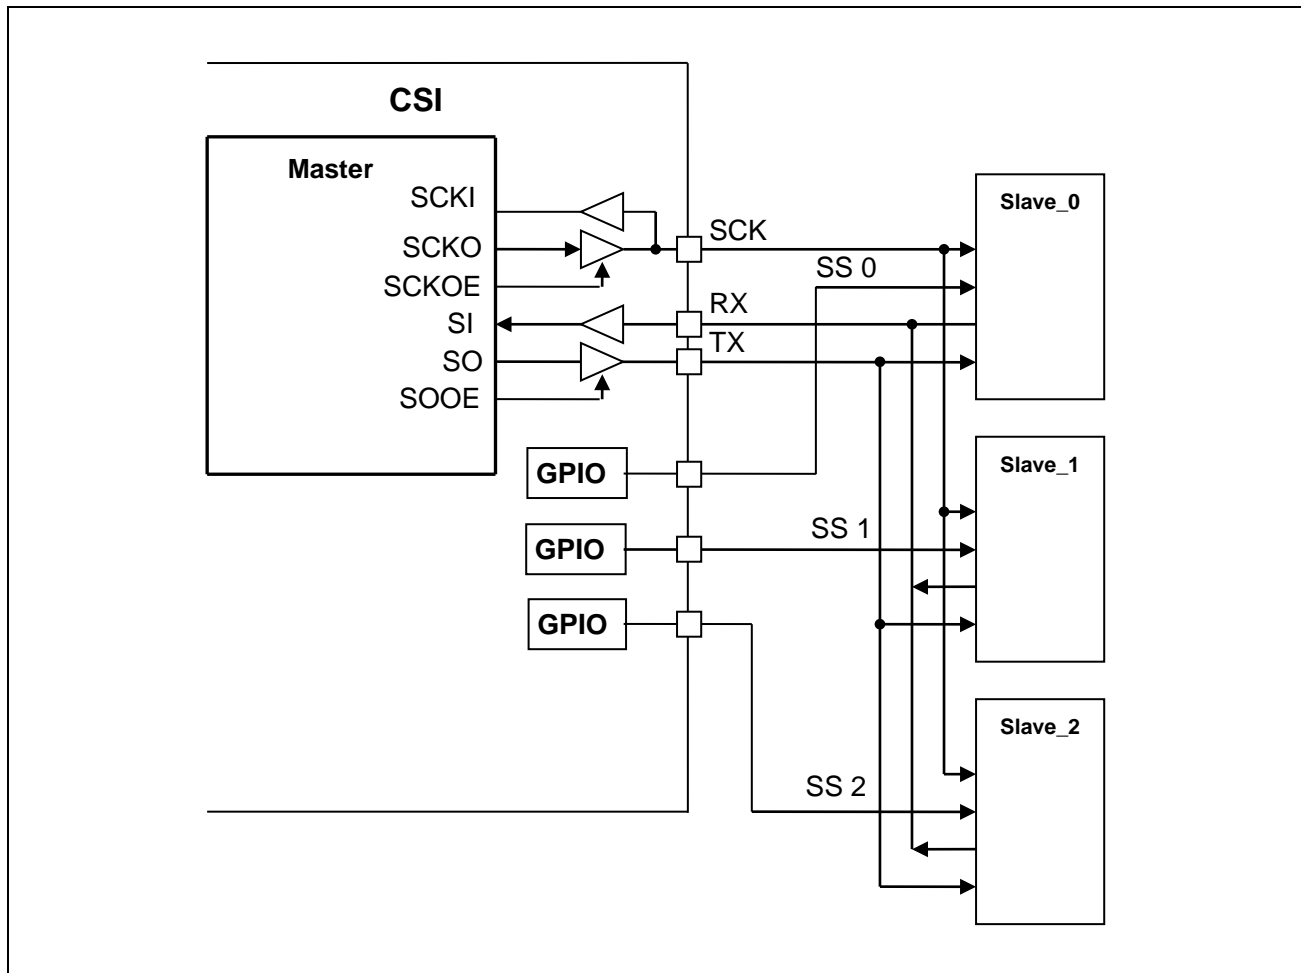 CSI
Master
SCKI
SCKO
SCKOE
SI
SO
SOOE
SCK
SS 0
RX
TX
GPIO
GPIO
GPIO
SS 1
SS 2
Slave_0
Slave_1
Slave_2